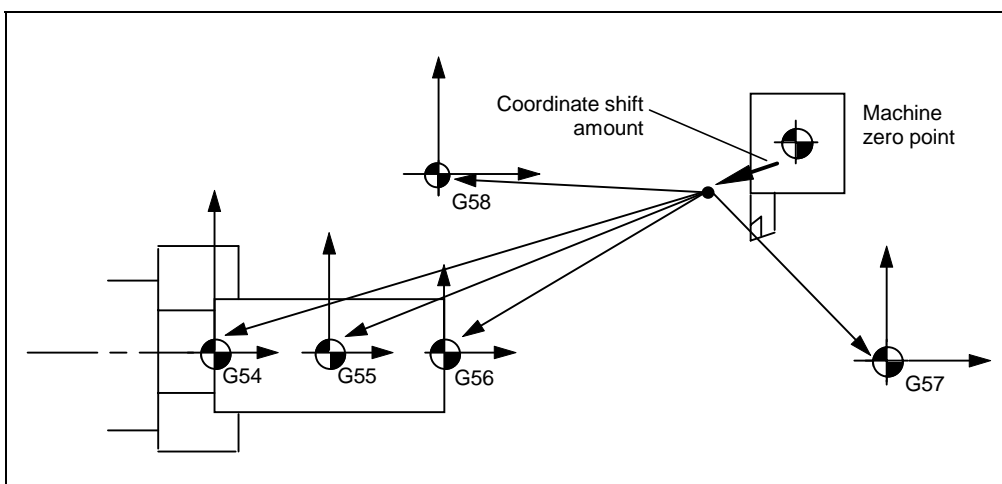 Coordinate shift
amount
Machine
zero point
G58
G54
G55
G56
G57